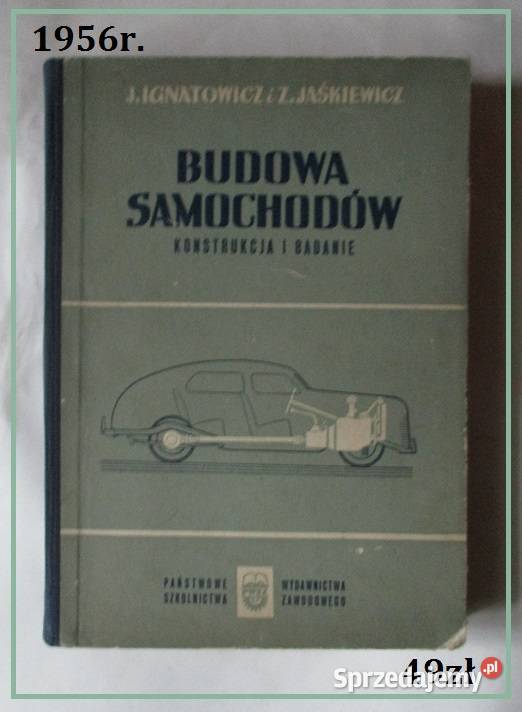 1956r.
J. IGNATOWICZ i Z. JAŚKIEWICZ
BUDOWA
SAMOCHODÓW
KONSTRUKCJA I BADANIE
PAŃSTWOWE WYDAWNICTWA
SZKOLNICTWA ZAWODOWEGO
49zł
Sprzedajemy.pl